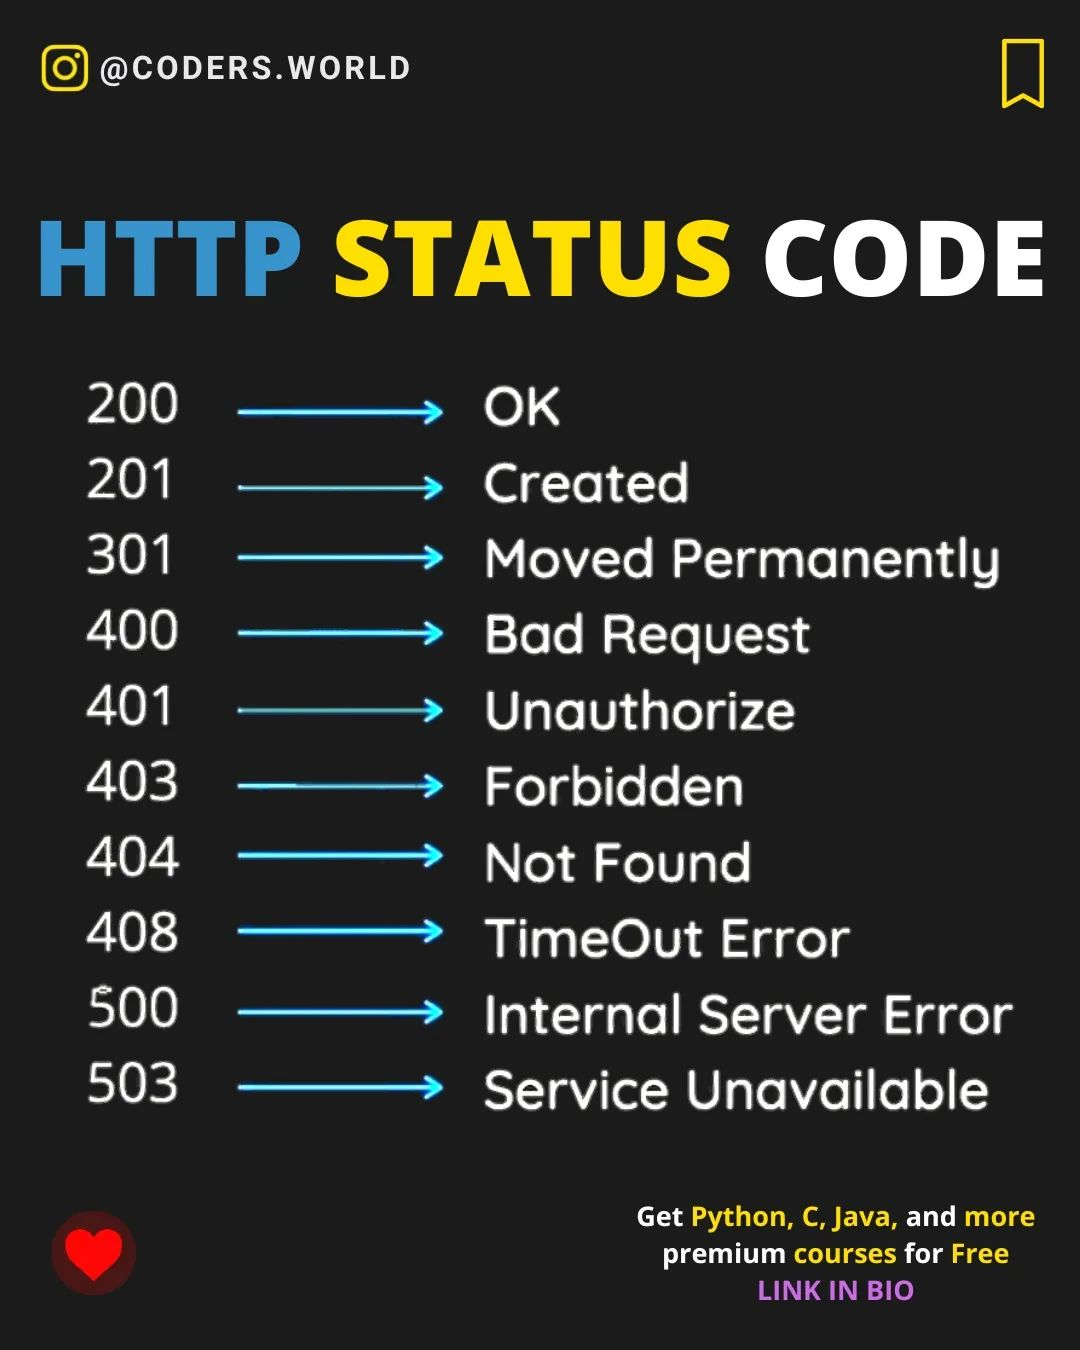 @CODERS.WORLD
HTTP STATUS CODE
200 OK
201 Created
301 Moved Permanently
400 Bad Request
401 Unauthorize
403 Forbidden
404 Not Found
408 TimeOut Error
500 Internal Server Error
503 Service Unavailable
Get Python, C, Java, and more
premium courses for Free
LINK IN BIO